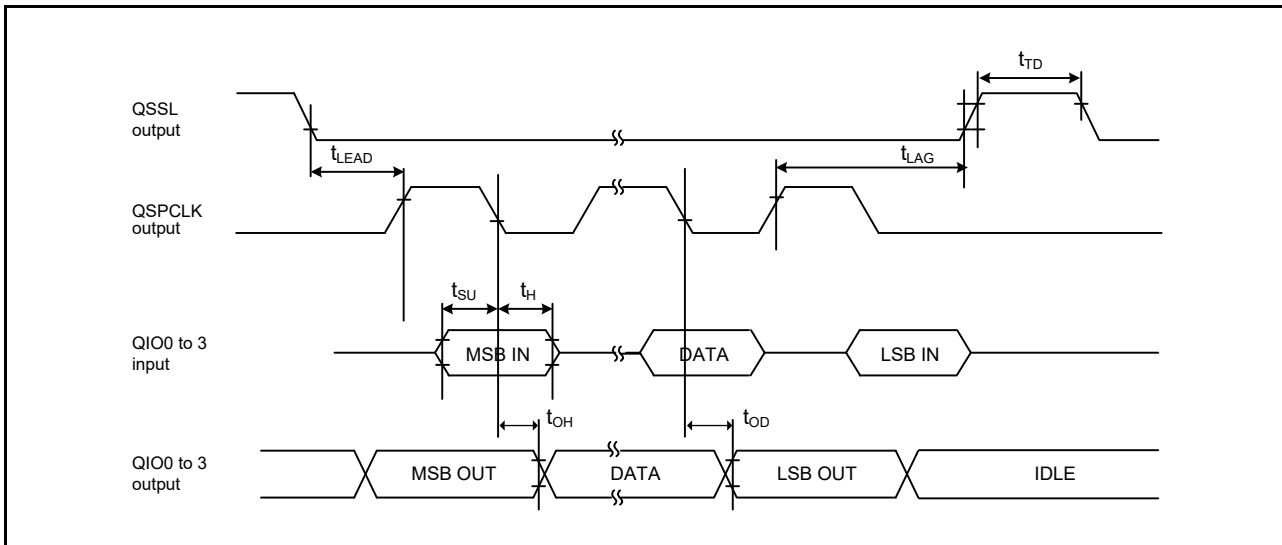 tTD
QSSL
output
tLEAD
tLAG
QSPCLK
output
tSU
tH
QIO0 to 3
input
MSB IN
DATA
LSB IN
tOH
tOD
QIO0 to 3
output
MSB OUT
DATA
LSB OUT
IDLE